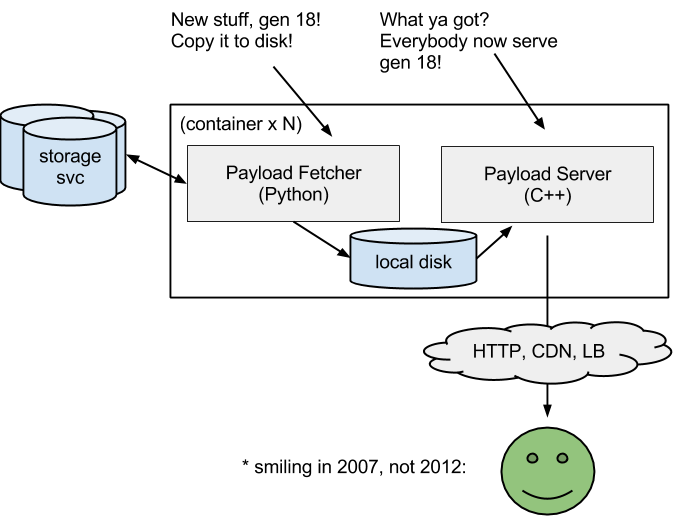 New stuff, gen 18!
Copy it to disk!
What ya got?
Everybody now serve
gen 18!
(container x N)
storage
svc
Payload Fetcher
(Python)
Payload Server
(C++)
local disk
HTTP, CDN, LB
* smiling in 2007, not 2012: